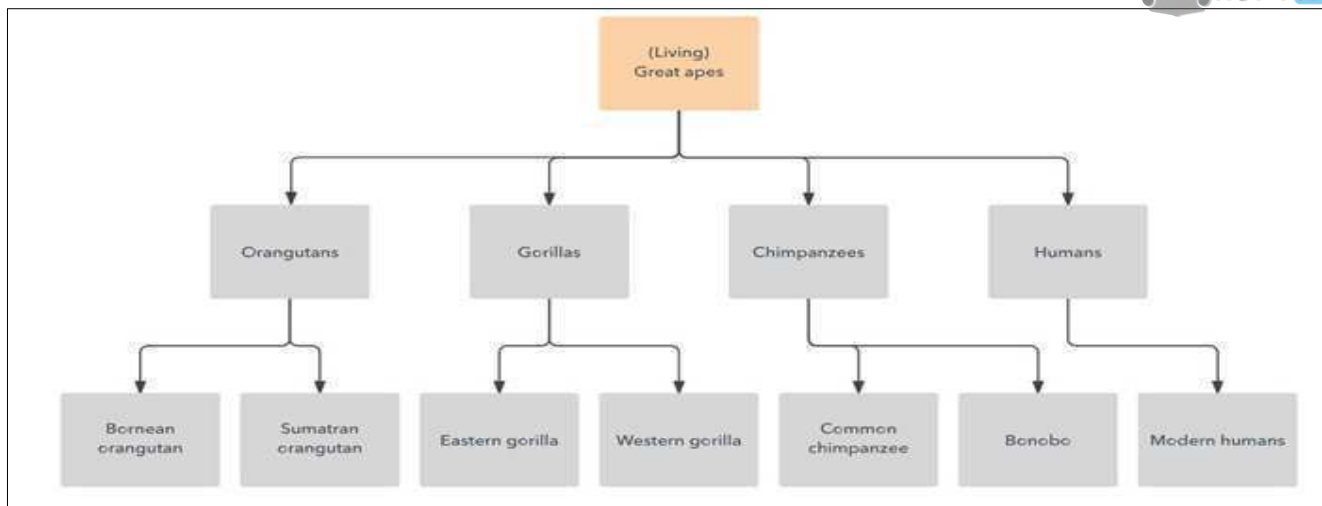 (Living)
Great apes
Orangutans
Gorillas
Chimpanzees
Humans
Bornean
orangutan
Sumatran
orangutan
Eastern gorilla
Western gorilla
Common
chimpanzee
Bonobo
Modern humans